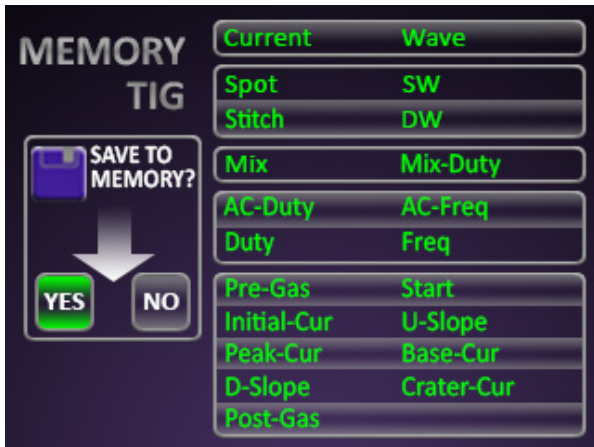 MEMORY
TIG
SAVE TO
MEMORY?
YES NO
Current Wave
Spot SW
Stitch DW
Mix Mix-Duty
AC-Duty AC-Freq
Duty Freq
Pre-Gas Start
Initial-Cur U-Slope
Peak-Cur Base-Cur
D-Slope Crater-Cur
Post-Gas